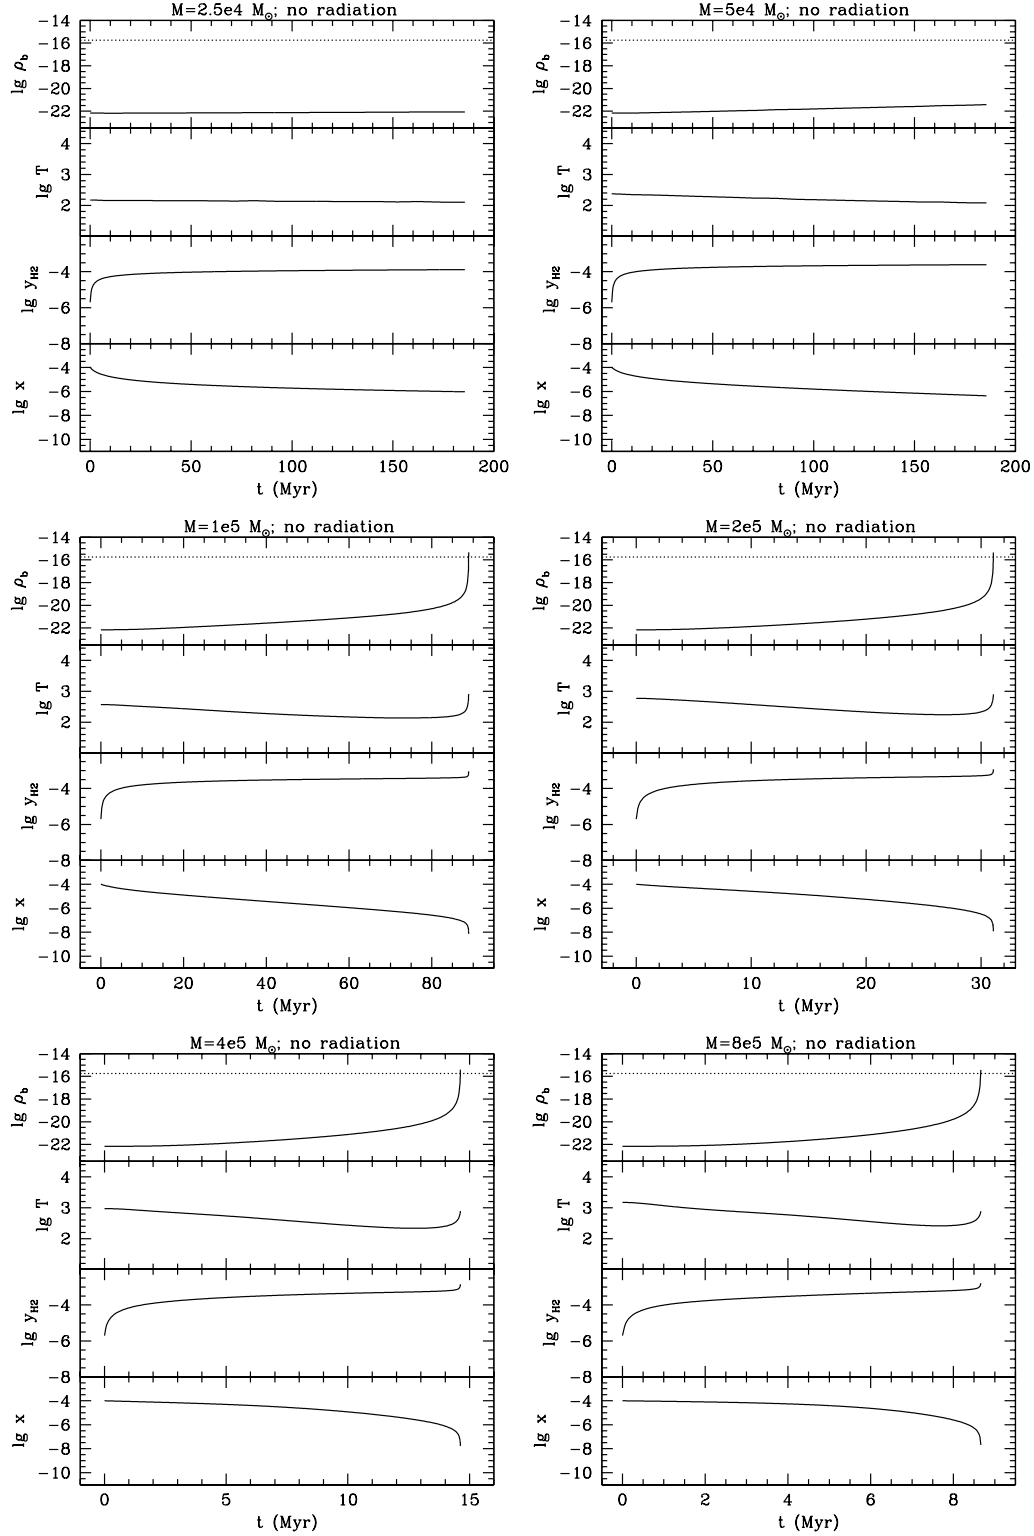 M=2.5e4 M⊙; no radiation
−14
−16
−18
−20
−22
lg ρb
4
3
2
lg T
−4
−6
−8
lg yH2
−4
−6
−8
−10
lg x
0 50 100 150 200
t (Myr)
M=5e4 M⊙; no radiation
−14
−16
−18
−20
−22
lg ρb
4
3
2
lg T
−4
−6
−8
lg yH2
−4
−6
−8
−10
lg x
0 50 100 150 200
t (Myr)
M=1e5 M⊙; no radiation
−14
−16
−18
−20
−22
lg ρb
4
3
2
lg T
−4
−6
−8
lg yH2
−4
−6
−8
−10
lg x
0 20 40 60 80
t (Myr)
M=2e5 M⊙; no radiation
−14
−16
−18
−20
−22
lg ρb
4
3
2
lg T
−4
−6
−8
lg yH2
−4
−6
−8
−10
lg x
0 10 20 30
t (Myr)
M=4e5 M⊙; no radiation
−14
−16
−18
−20
−22
lg ρb
4
3
2
lg T
−4
−6
−8
lg yH2
−4
−6
−8
−10
lg x
0 5 10 15
t (Myr)
M=8e5 M⊙; no radiation
−14
−16
−18
−20
−22
lg ρb
4
3
2
lg T
−4
−6
−8
lg yH2
−4
−6
−8
−10
lg x
0 2 4 6 8
t (Myr)